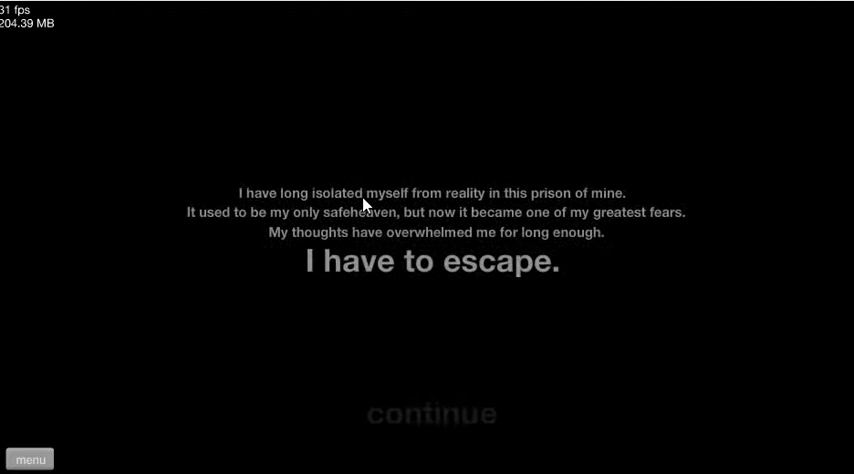 31 fps
204.39 MB
I have long isolated myself from reality in this prison of mine.
It used to be my only safeheaven, but now it became one of my greatest fears.
My thoughts have overwhelmed me for long enough.
I have to escape.
continue
menu